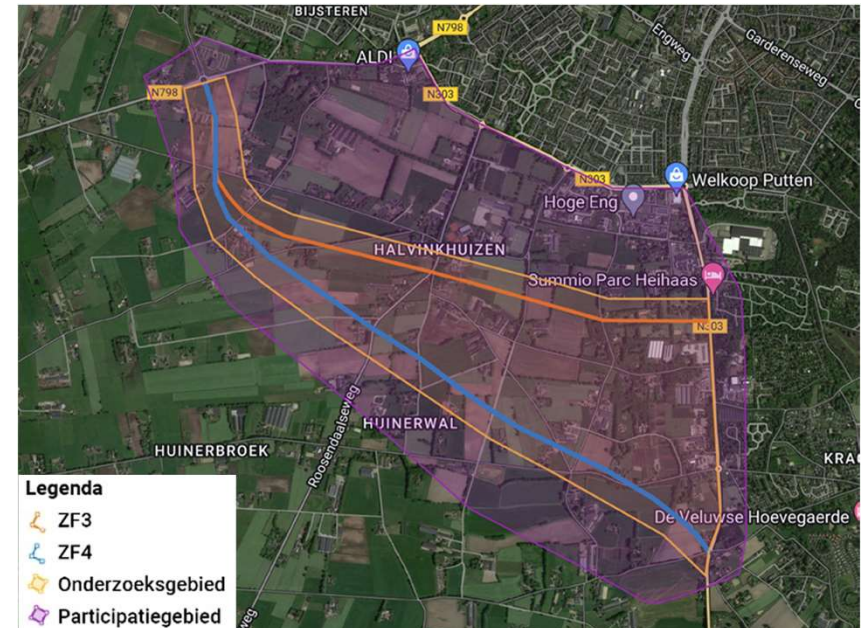 BIJSTEREN
N798
Engweg
Garderenseweg
ALDI
N798
N303
N303
Welkoop Putten
Hoge Eng
HALVINKHUIZEN
Summio Parc Heihaas
N303
Roosendaalseweg
HUINERWAL
HUINERBROEK
De Veluwse Hoevegaerde
Legenda
ZF3
ZF4
Onderzoeksgebied
Participatiegebied